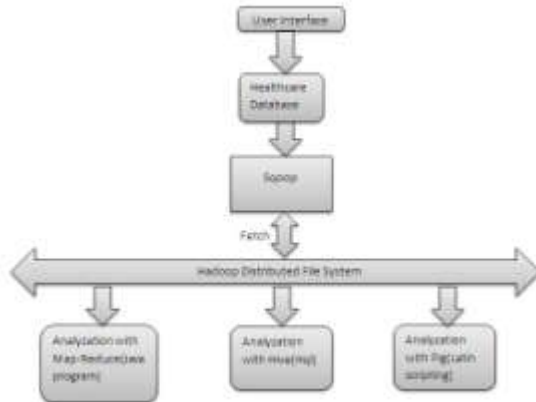 User Interface
Healthcare
Database
Sqoop
Fetch
Hadoop Distributed File System
Analyzation with
Map-Reduce(Java
program)
Analyzation
with Hive(Hql)
Analyzation
with Pig(Latin
scripting)